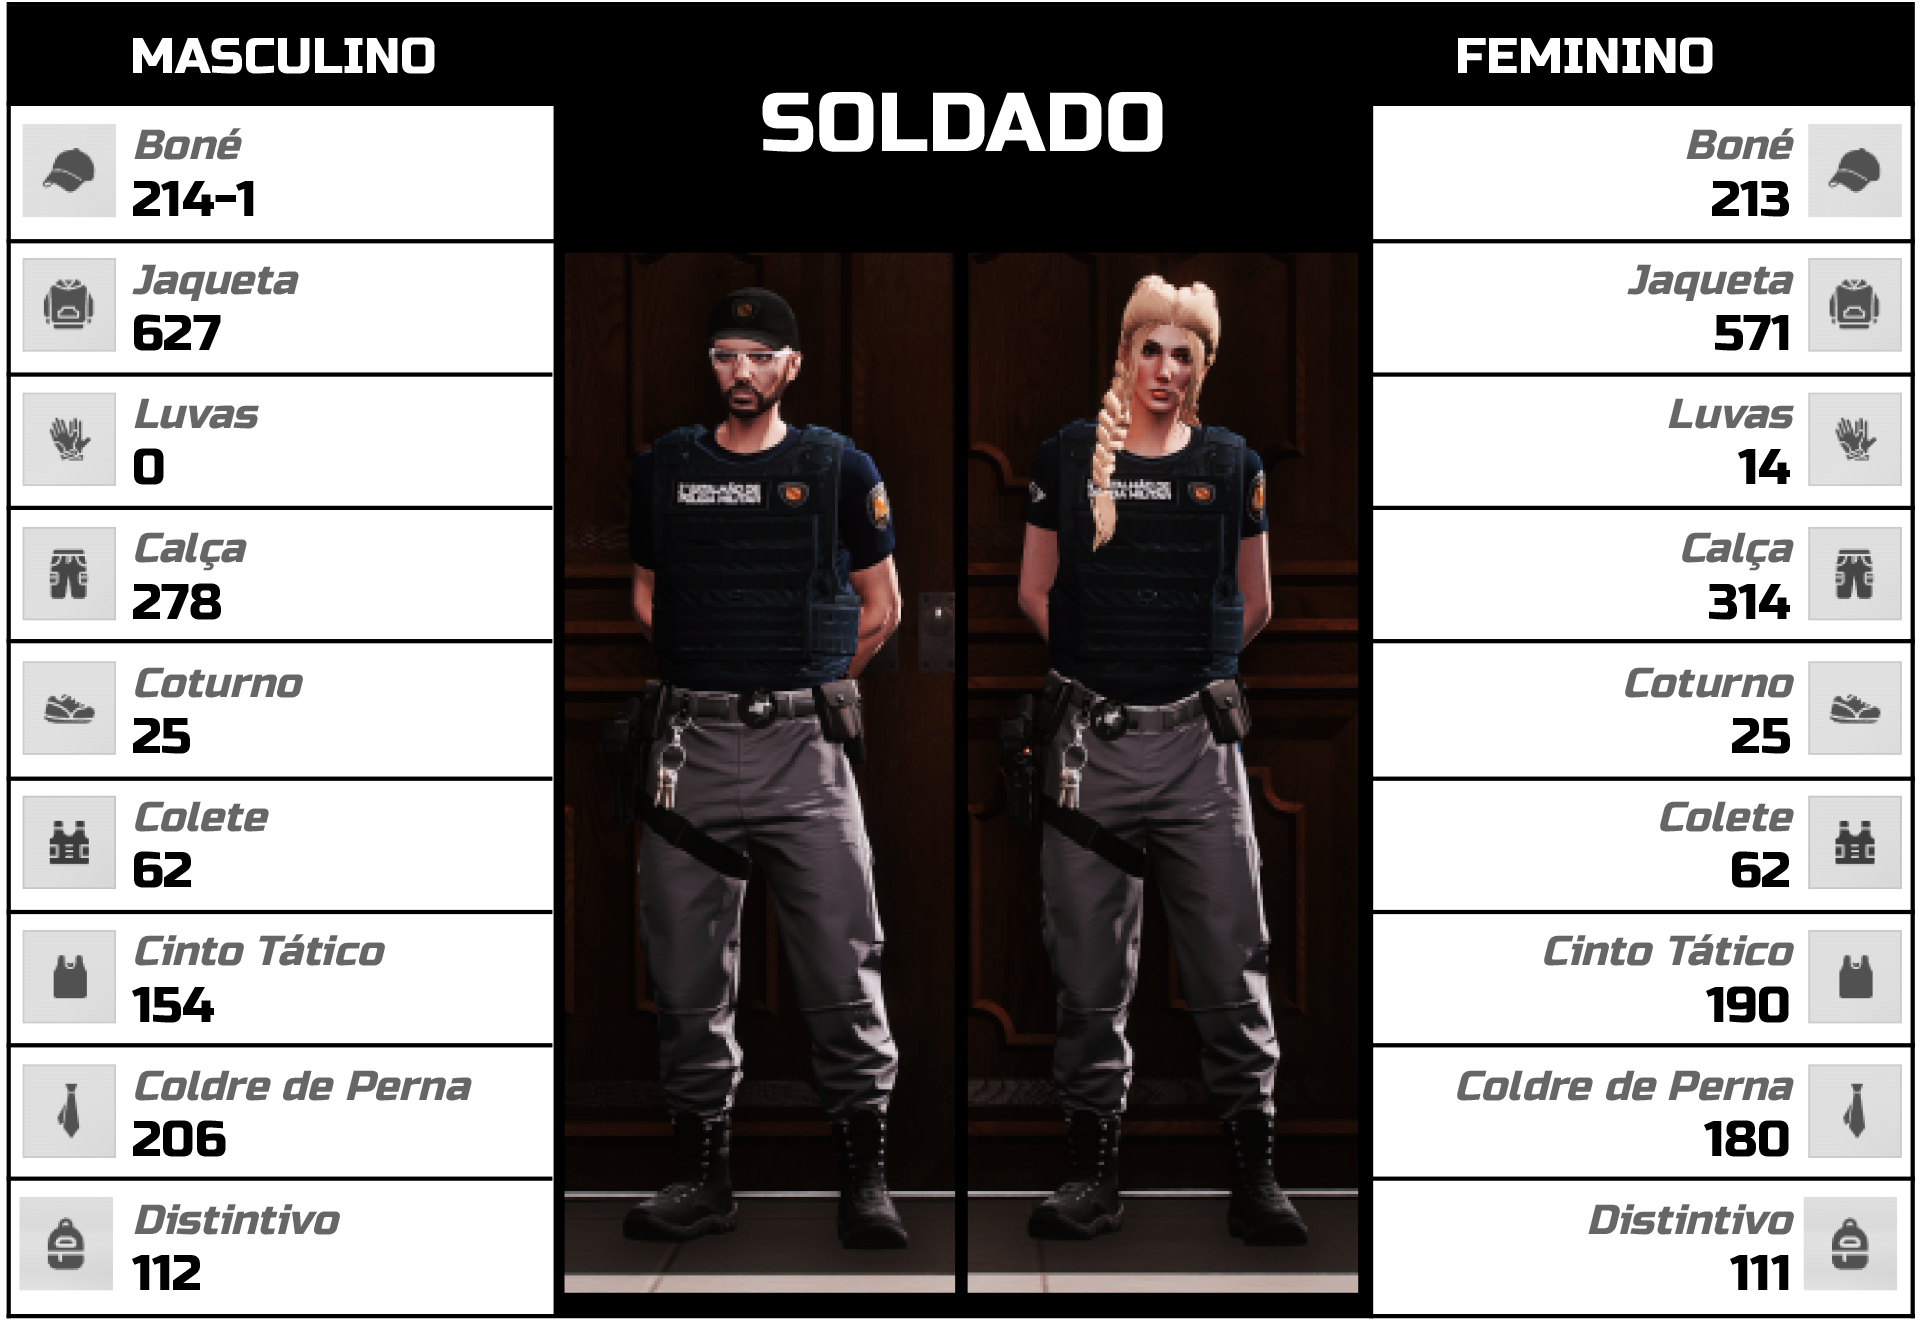 MASCULINO
Boné
214-1
Jaqueta
627
Luvas
0
Calça
278
Coturno
25
Colete
62
Cinto Tático
154
Coldre de Perna
206
Distintivo
112
SOLDADO
POLÍCIA MILITAR
FEMININO
Boné
213
Jaqueta
571
Luvas
14
Calça
314
Coturno
25
Colete
62
Cinto Tático
190
Coldre de Perna
180
Distintivo
111